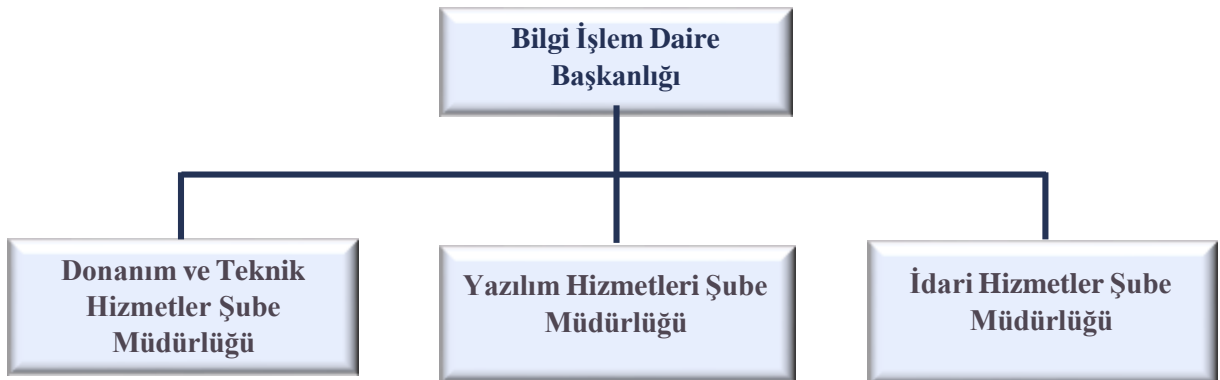 Bilgi İşlem Daire
Başkanlığı
Donanım ve Teknik
Hizmetler Şube
Müdürlüğü
Yazılım Hizmetleri Şube
Müdürlüğü
İdari Hizmetler Şube
Müdürlüğü